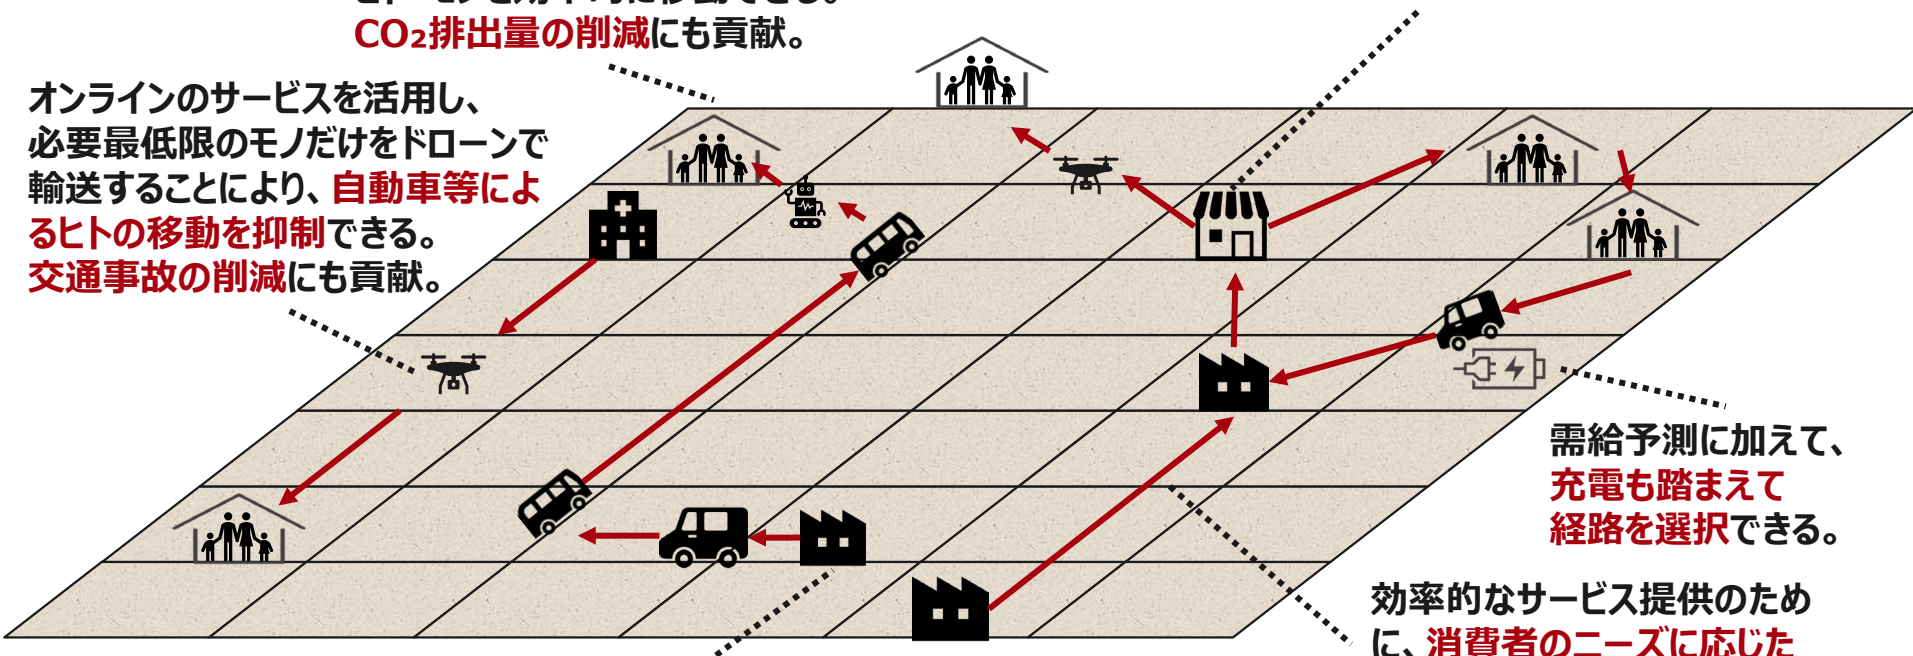 CO₂排出量の削減にも貢献。
オンラインのサービスを活用し、
必要最低限のモノだけをドローンで
輸送することにより、自動車等によ
るヒトの移動を抑制できる。
交通事故の削減にも貢献。
需給予測に加えて、
充電も踏まえて
経路を選択できる。
効率的なサービス提供のため
に、消費者のニーズに応じた